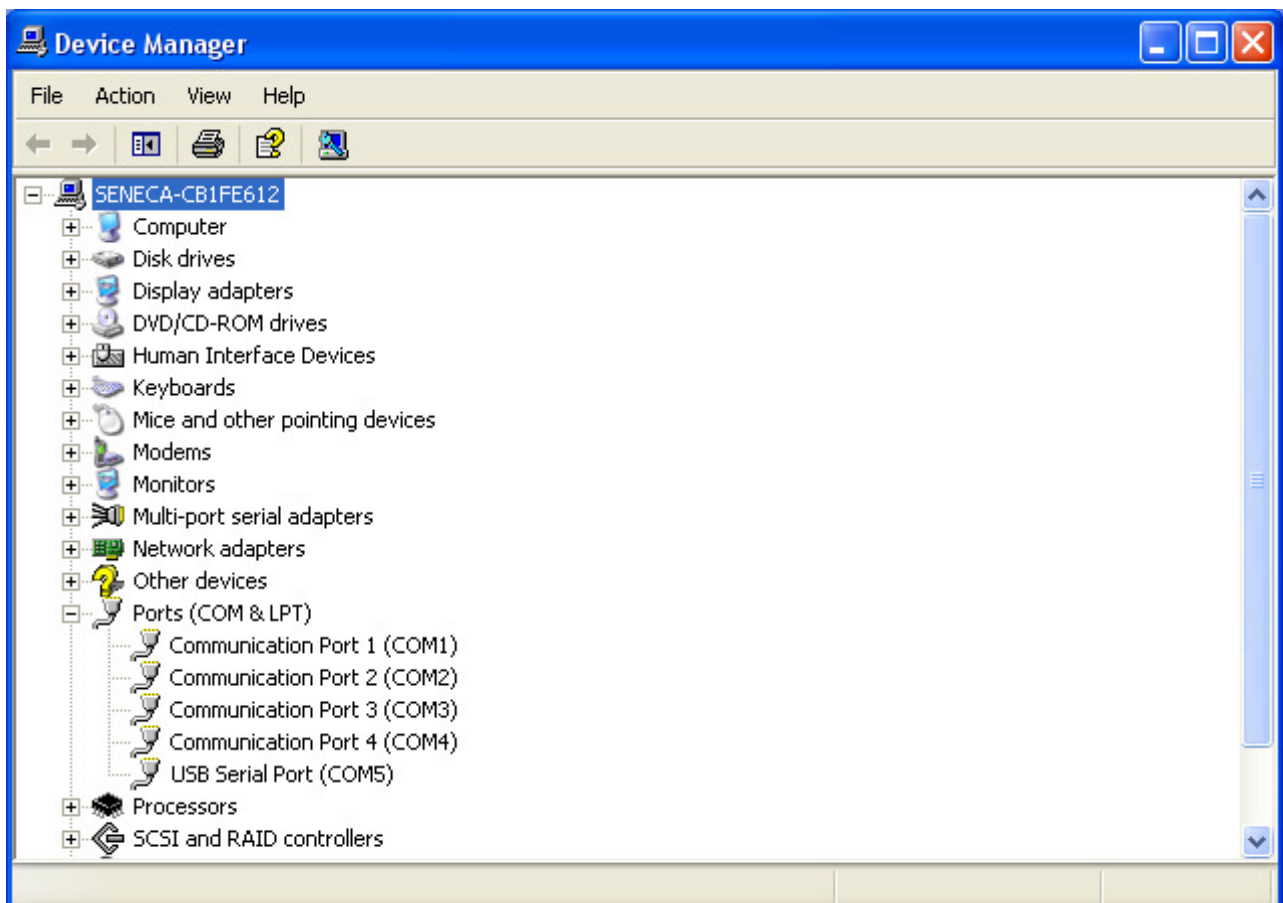 Device Manager
File Action View Help
SENECA-CB1FE612
Computer
Disk drives
Display adapters
DVD/CD-ROM drives
Human Interface Devices
Keyboards
Mice and other pointing devices
Modems
Monitors
Multi-port serial adapters
Network adapters
Other devices
Ports (COM & LPT)
Communication Port 1 (COM1)
Communication Port 2 (COM2)
Communication Port 3 (COM3)
Communication Port 4 (COM4)
USB Serial Port (COM5)
Processors
SCSI and RAID controllers